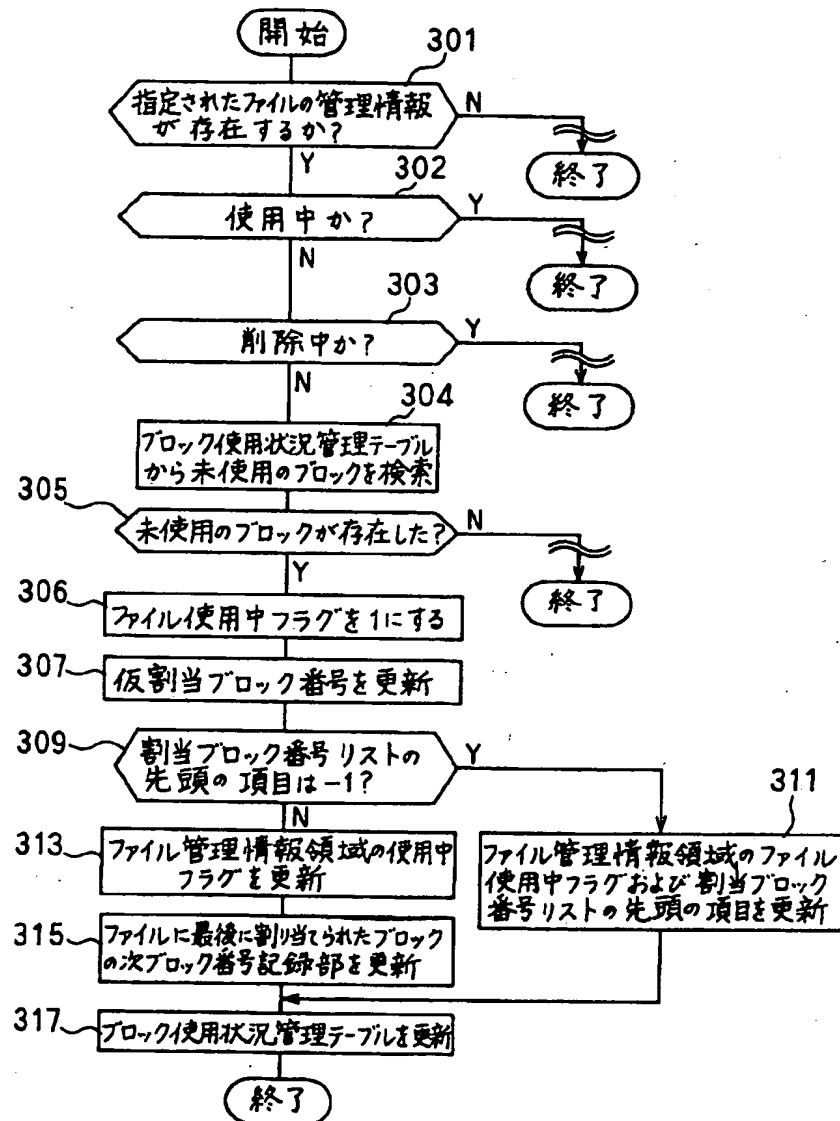 開始
301
指定されたファイルの管理情報
が存在するか?
N
終了
Y
302
使用中か?
Y
終了
N
303
削除中か?
Y
終了
N
304
ブロック使用状況管理テーブル
から未使用のブロックを検索
305
未使用のブロックが存在した?
N
終了
Y
306
ファイル使用中フラグを1にする
307
仮割当ブロック番号を更新
309
割当ブロック番号リストの
先頭の項目は-1?
Y
N
311
ファイル管理情報領域のファイル
使用中フラグおよび割当ブロック
番号リストの先頭の項目を更新
313
ファイル管理情報領域の使用中
フラグを更新
315
ファイルに最後に割り当てられたブロック
の次ブロック番号記録部を更新
317
ブロック使用状況管理テーブルを更新
終了